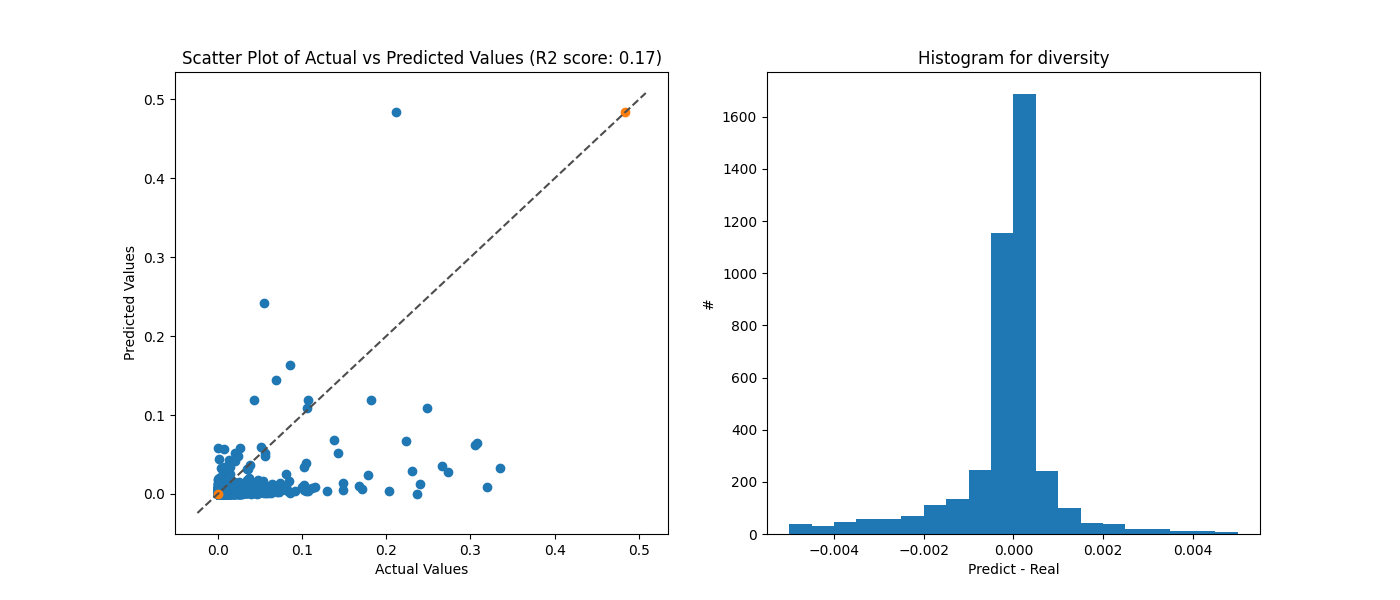 Scatter Plot of Actual vs Predicted Values (R2 score: 0.17)
Predicted Values
0.5
0.4
0.3
0.2
0.1
0.0
0.0 0.1 0.2 0.3 0.4 0.5
Actual Values
Histogram for diversity
#
1600
1400
1200
1000
800
600
400
200
0
−0.004 −0.002 0.000 0.002 0.004
Predict - Real